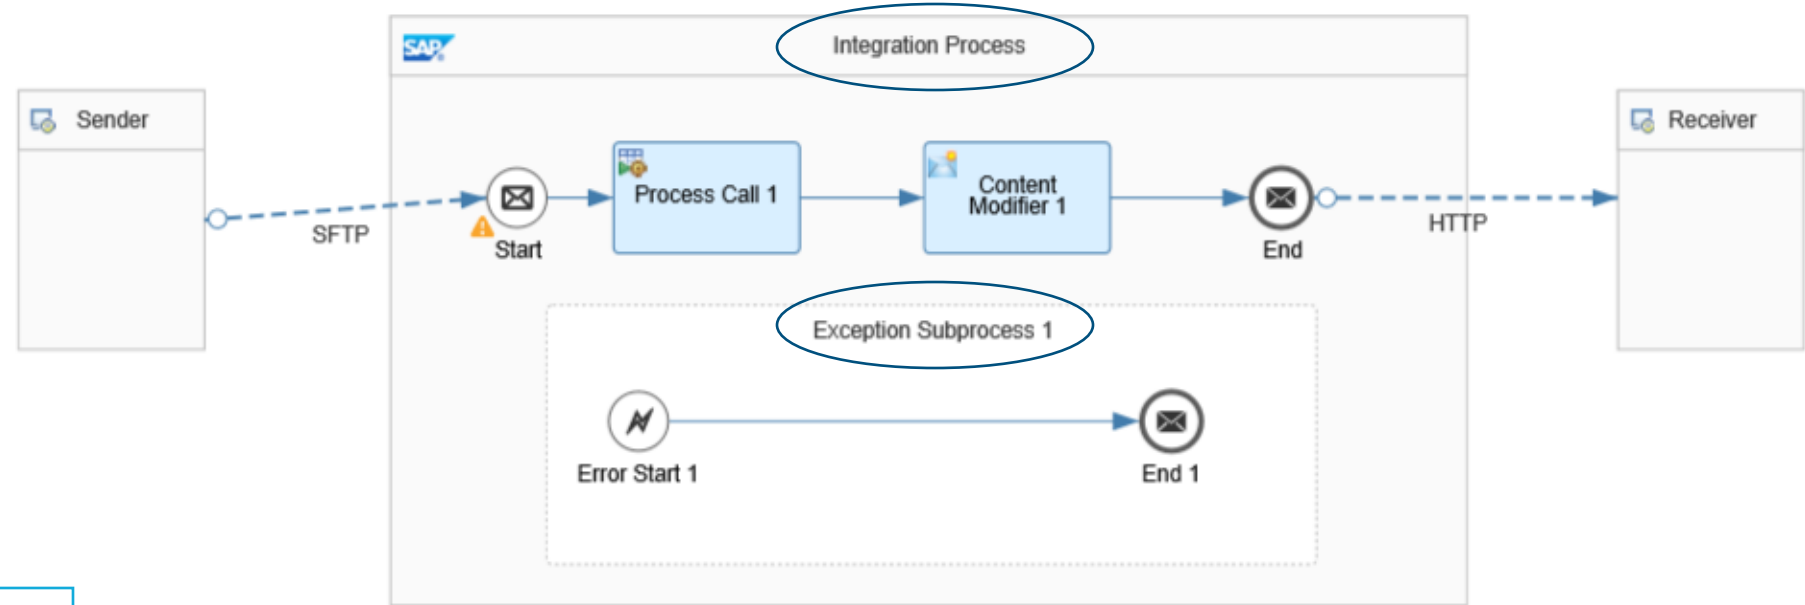 SAP
Integration Process
Sender
Receiver
SFTP
Start
Process Call 1
Content
Modifier 1
End
HTTP
Exception Subprocess 1
Error Start 1
End 1